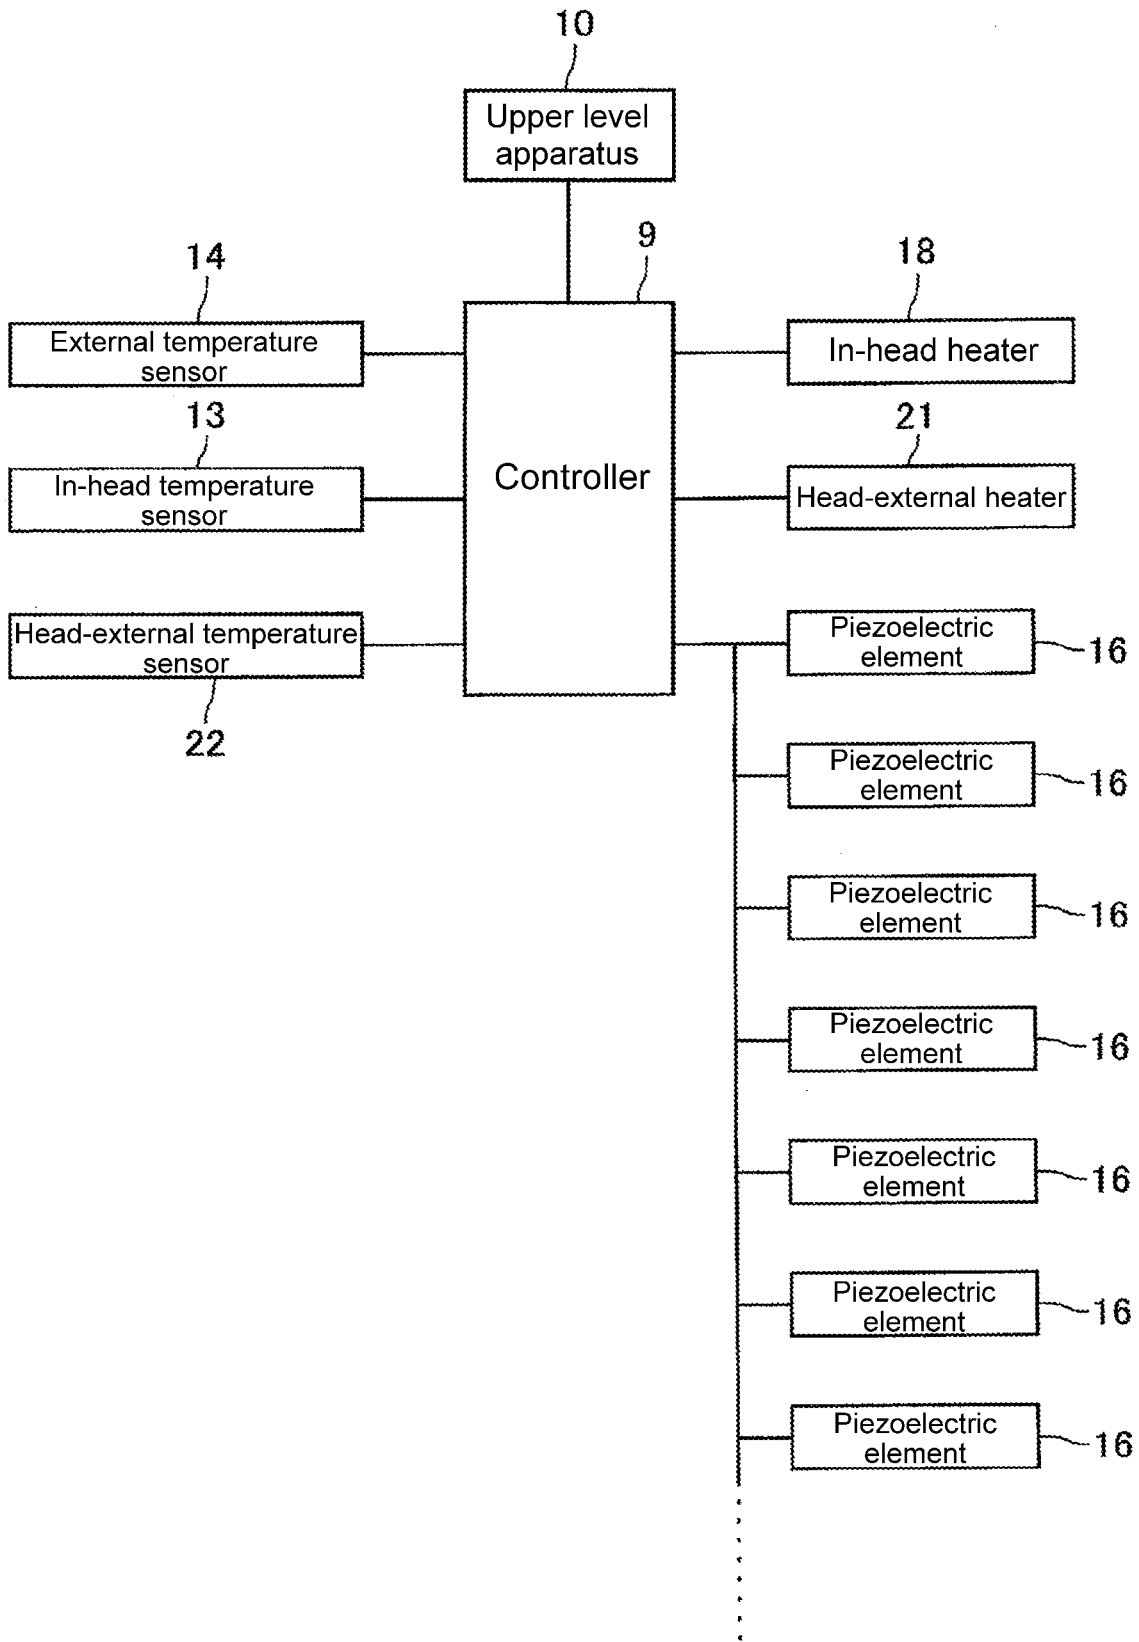 10
Upper level
apparatus
9
14
External temperature
sensor
13
In-head temperature
sensor
Head-external temperature
sensor
22
Controller
18
In-head heater
21
Head-external heater
Piezoelectric
element
16
Piezoelectric
element
16
Piezoelectric
element
16
Piezoelectric
element
16
Piezoelectric
element
16
Piezoelectric
element
16
Piezoelectric
element
16